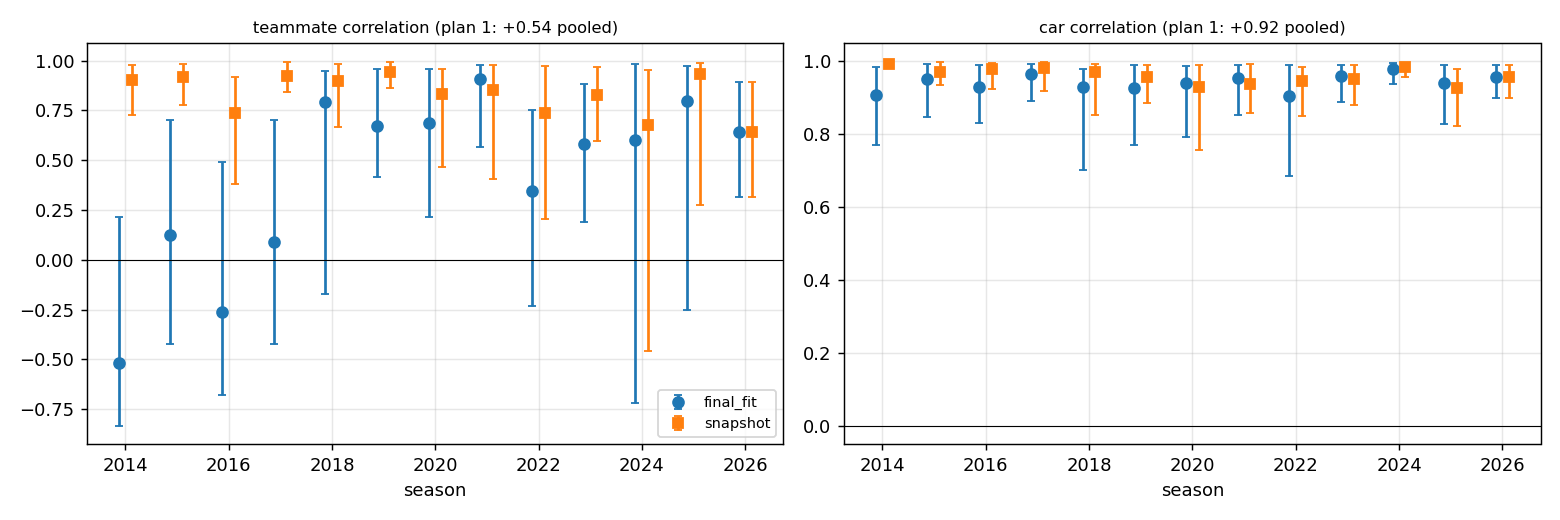 teammate correlation (plan 1: +0.54 pooled)
1.00
0.75
0.50
0.25
0.00
−0.25
−0.50
−0.75
final_fit
snapshot
2014 2016 2018 2020 2022 2024 2026
season
car correlation (plan 1: +0.92 pooled)
1.0
0.8
0.6
0.4
0.2
0.0
2014 2016 2018 2020 2022 2024 2026
season